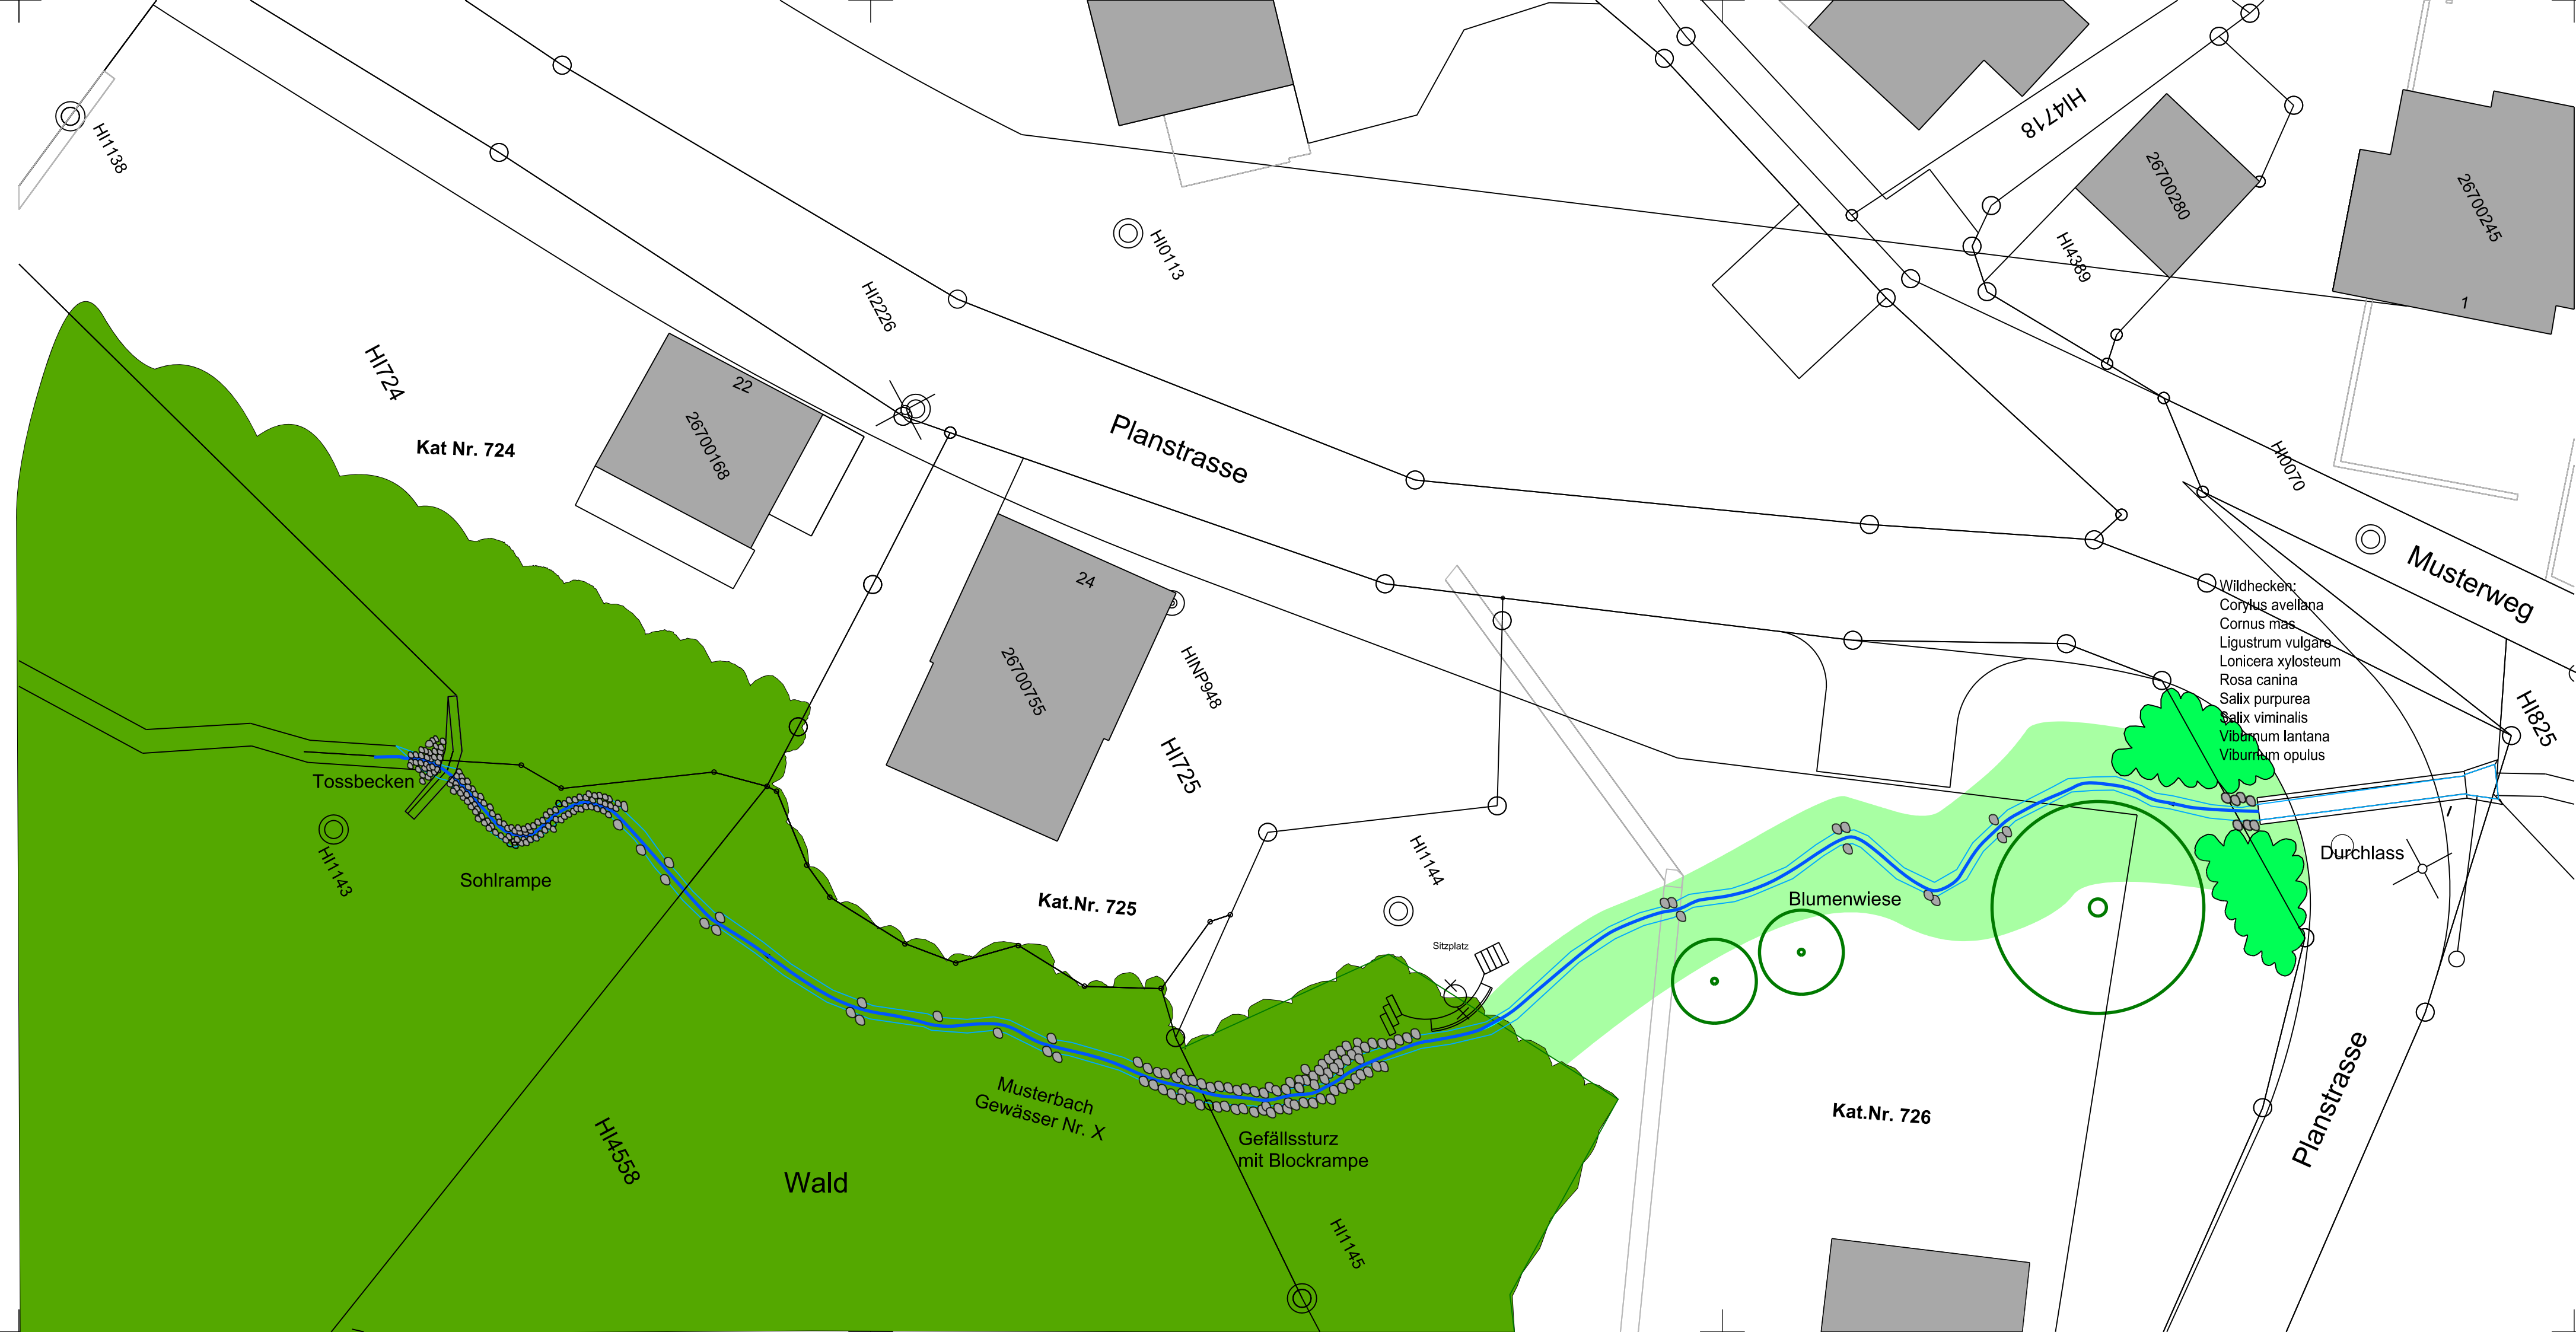 HI1138
HI4718
26700280
26700245
HI0113
HI4389
HI2226
1
HI724
22
Kat Nr. 724
26700168
Planstrasse
HI0070
Musterweg
24
26700755
HINP948
Wildhecken:
Corylus avellana
Cornus mas
Ligustrum vulgare
Lonicera xylosteum
Rosa canina
Salix purpurea
Salix viminalis
Viburnum lantana
Viburnum opulus
HI825
HI725
Tossbecken
HI1143
Sohlrampe
HI1144
Durchlass
Kat.Nr. 725
Blumenwiese
Sitzplatz
Musterbach
Gewässer Nr. X
Kat.Nr. 726
Planstrasse
Gefällssturz
mit Blockrampe
HI4558
Wald
HI1145